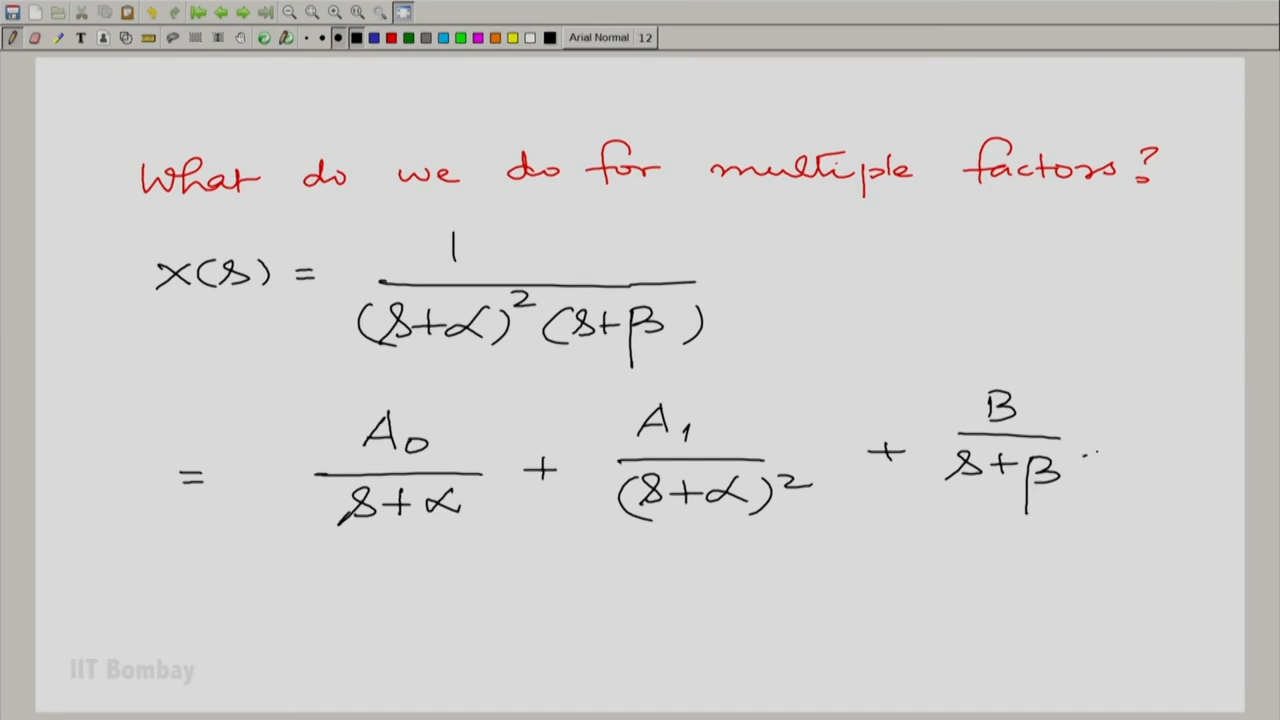 Arial Normal 12
What do we do for multiple factors?
X(s) = 1 / (s+α)² (s+β)
= A₀ / s+α + A₁ / (s+α)² + B / s+β ..
IIT Bombay